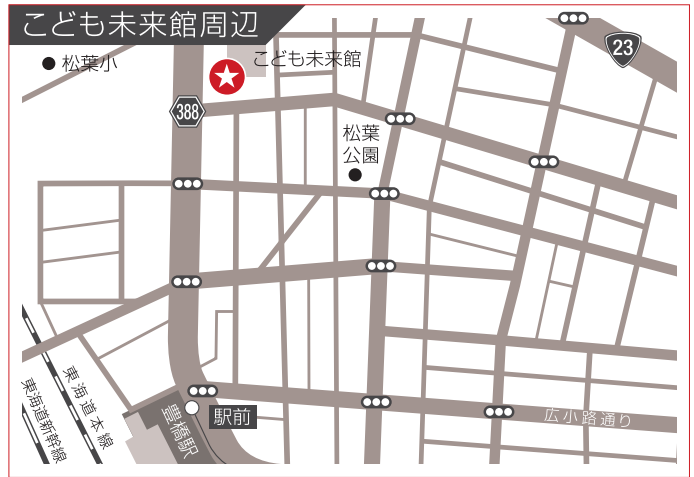 こども未来館周辺
松葉小
こども未来館
23
388
松葉
公園
東海道本線
東海道新幹線
豊橋駅
駅前
広小路通り